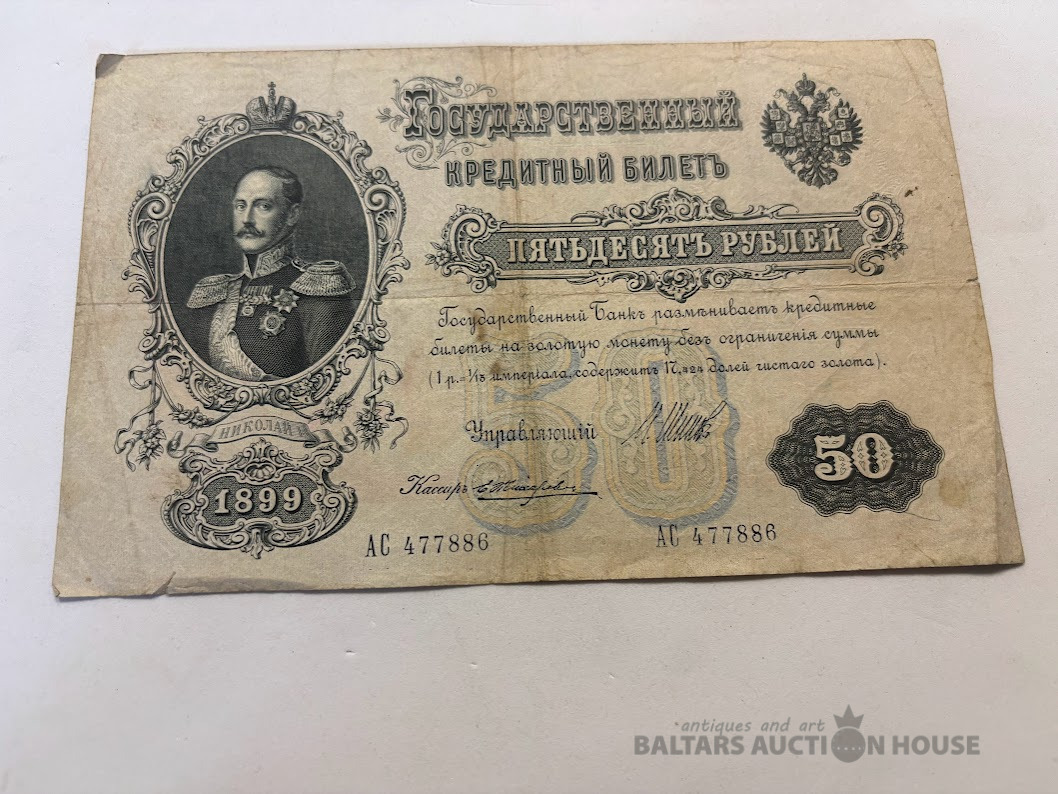 Государственный
кредитный билетъ
пятьдесятъ рублей
Государственный Банкъ размѣниваетъ кредитные
билеты на золотую монету безъ ограниченія суммы
(1 р.= 1/15 имперіала, содержитъ 17,424 долей чистаго золота).
50
Управляющій
50
Кассиръ
НИКОЛАЙ I
1899
АС 477886
АС 477886
antiques and art
BALTARS AUCTION HOUSE